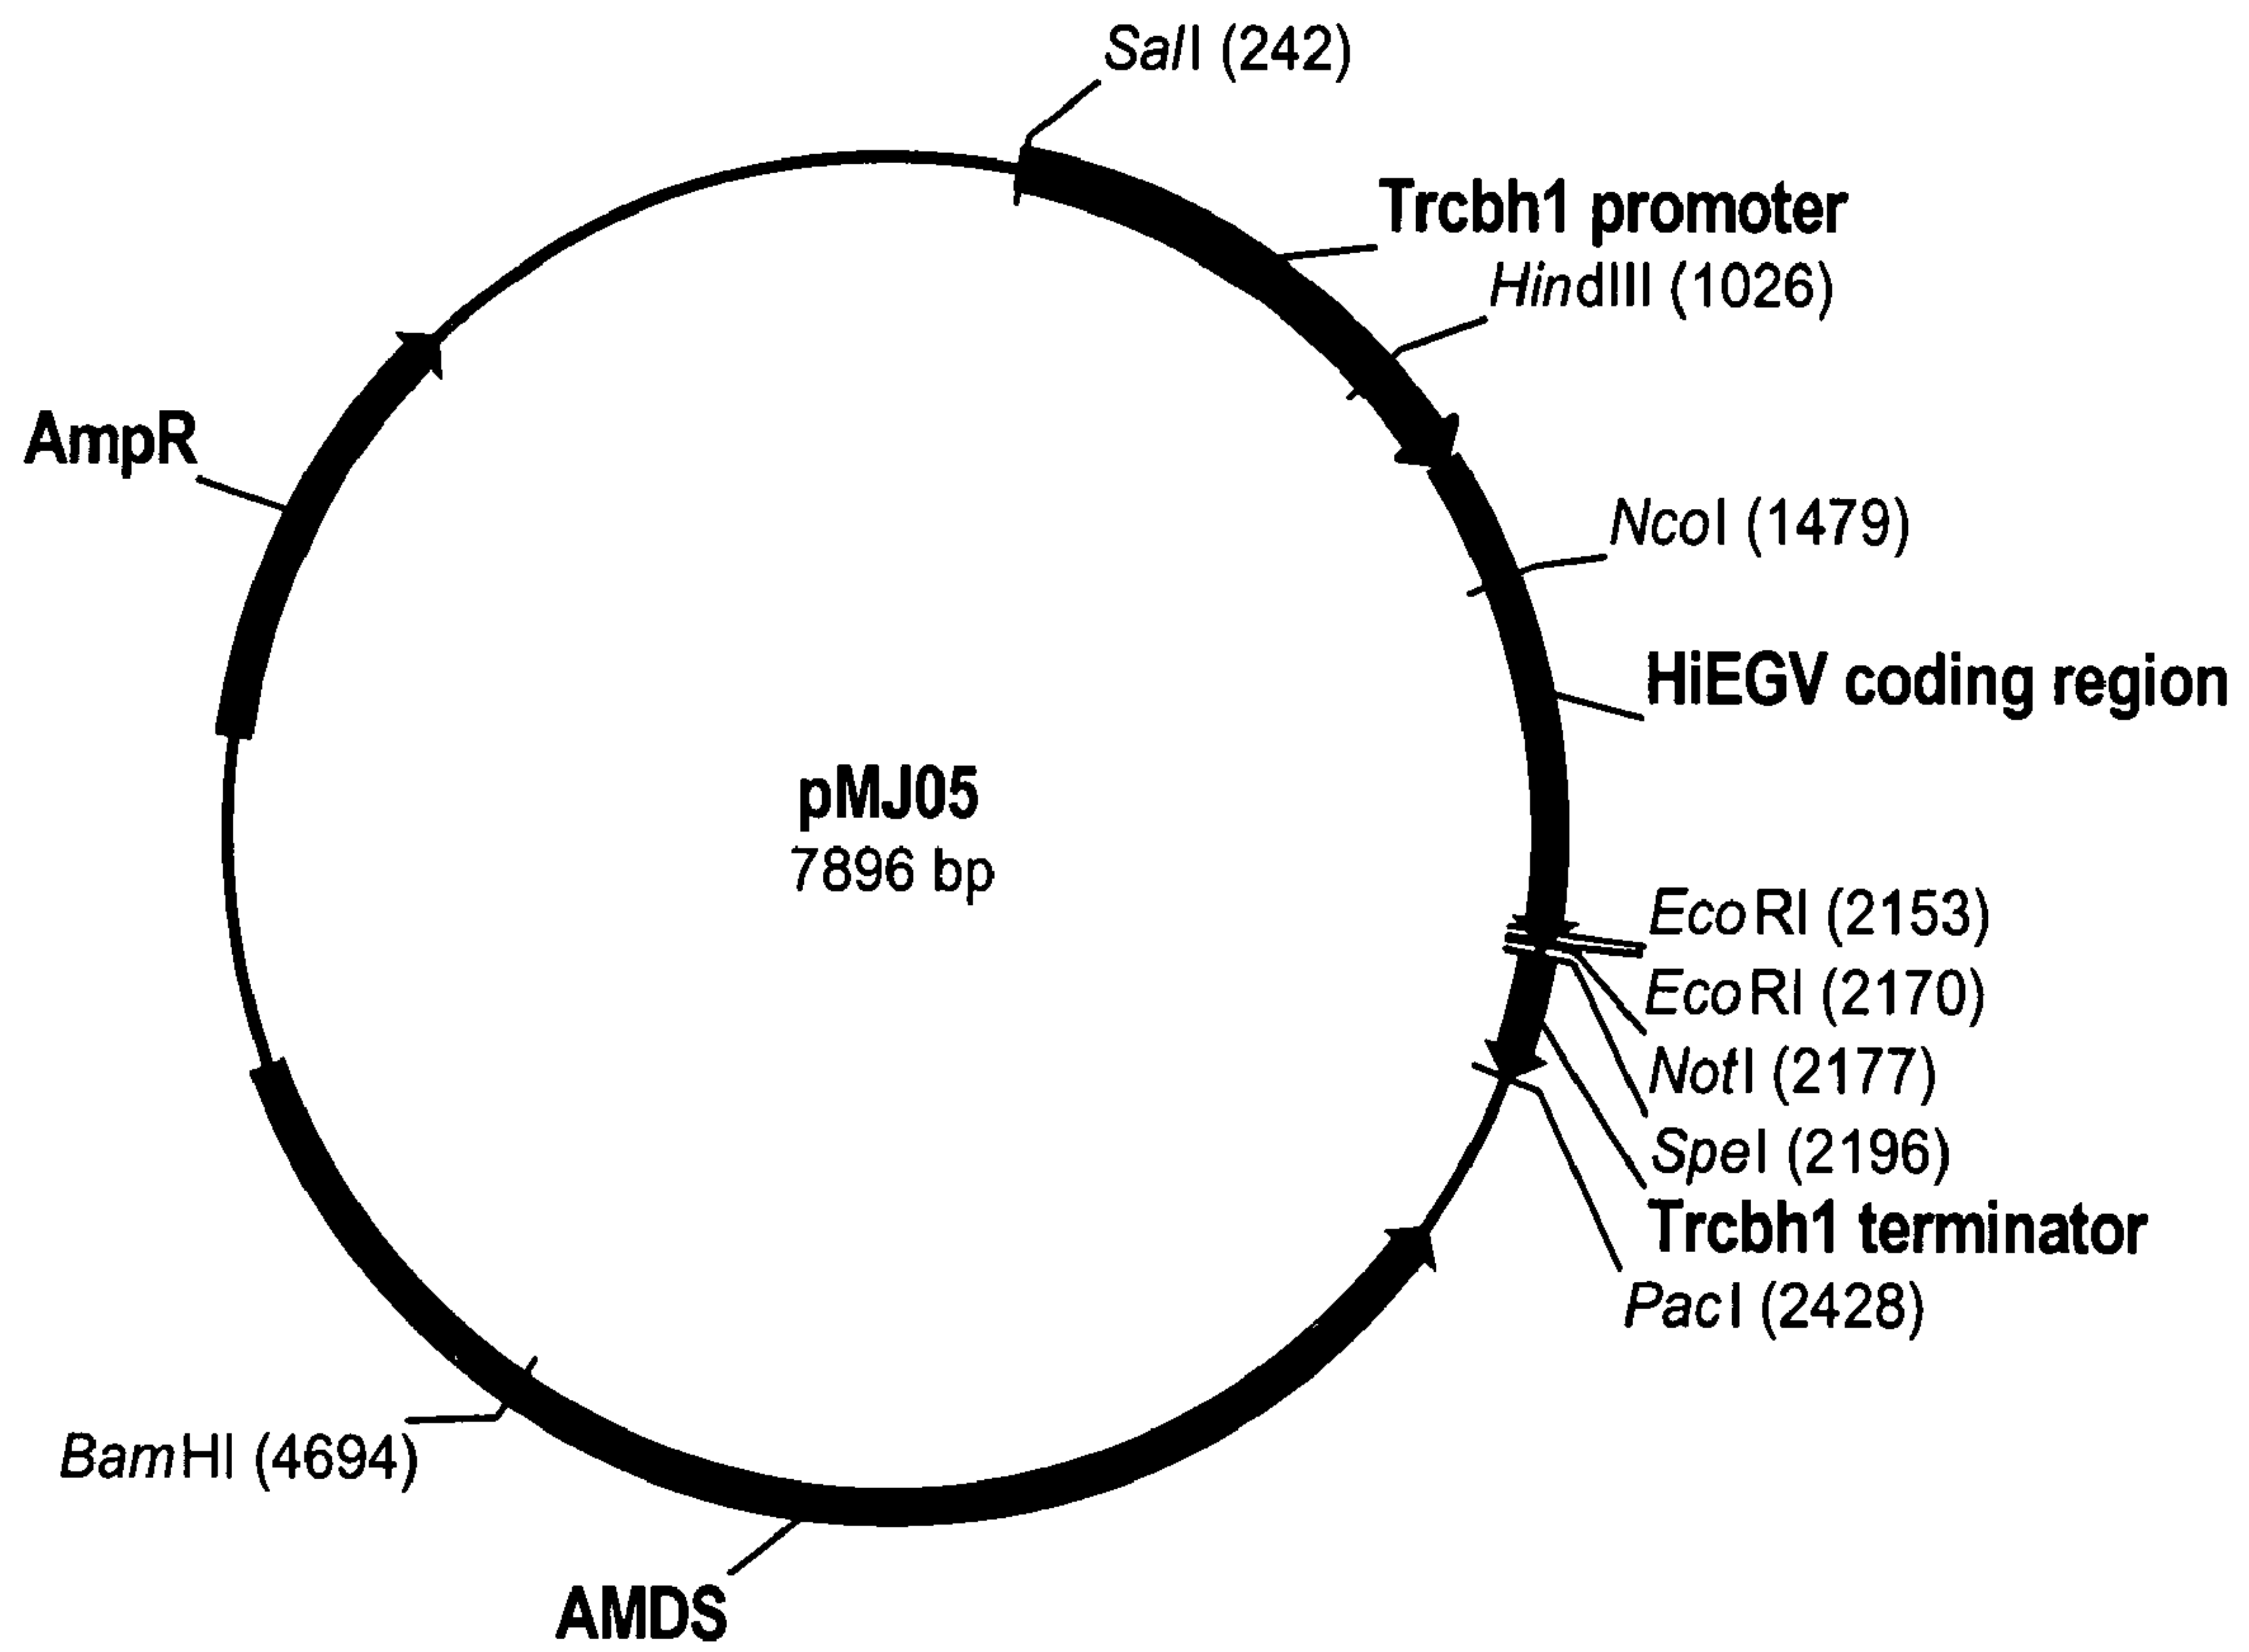 SalI (242)
Trcbh1 promoter
HindIII (1026)
AmpR
NcoI (1479)
HiEGV coding region
pMJ05
7896 bp
EcoRI (2153)
EcoRI (2170)
NotI (2177)
SpeI (2196)
Trcbh1 terminator
PacI (2428)
BamHI (4694)
AMDS